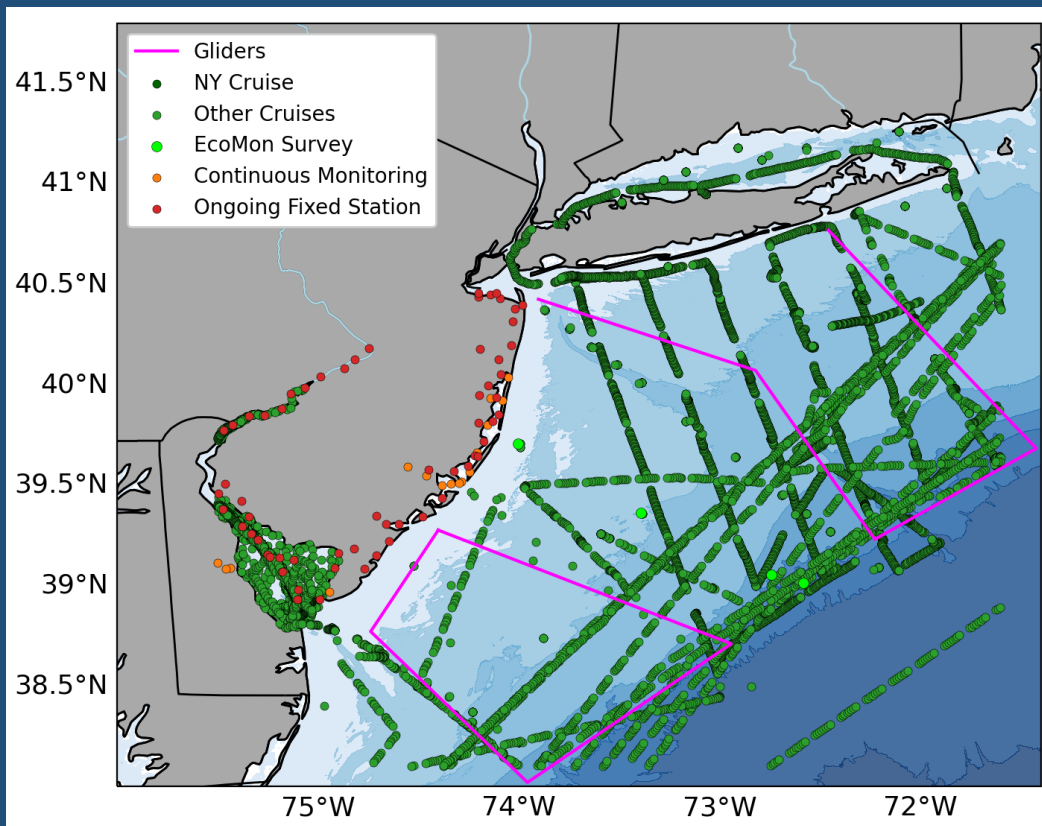 Gliders
NY Cruise
Other Cruises
EcoMon Survey
Continuous Monitoring
Ongoing Fixed Station
41.5°N
41°N
40.5°N
40°N
39.5°N
39°N
38.5°N
75°W
74°W
73°W
72°W